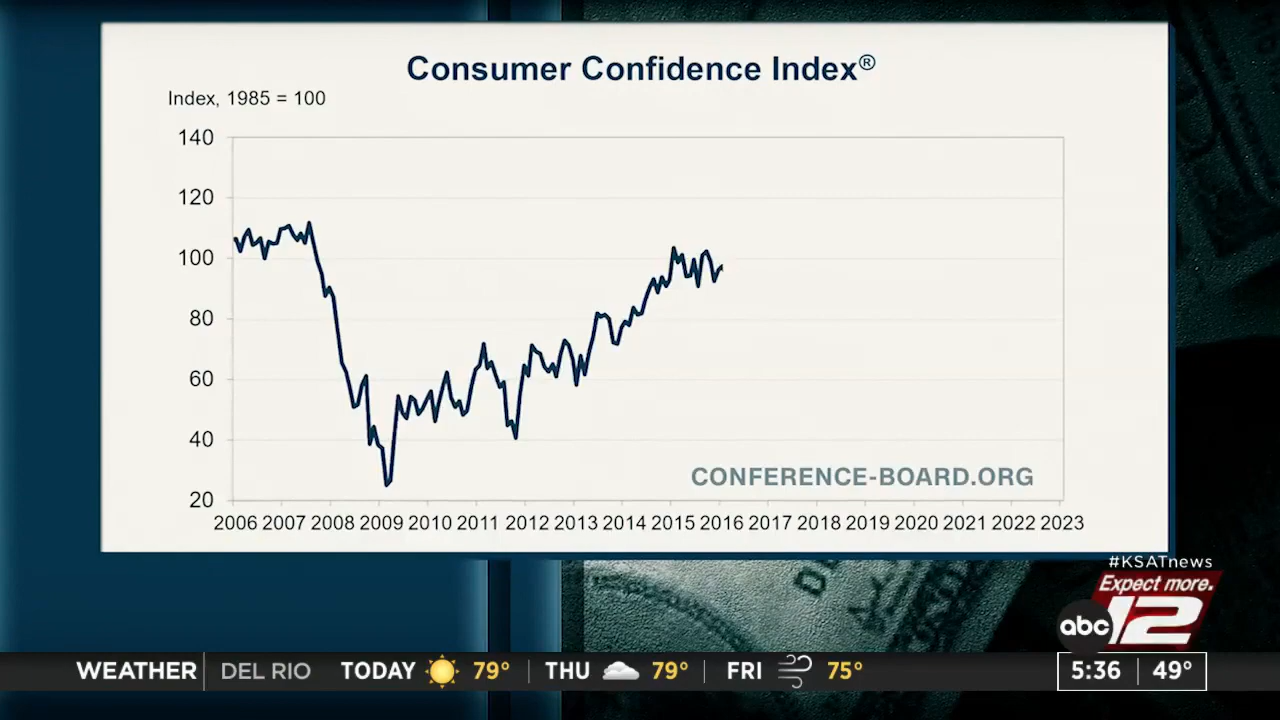 Consumer Confidence Index®
Index, 1985 = 100
140
120
100
80
60
40
20
2006 2007 2008 2009 2010 2011 2012 2013 2014 2015 2016 2017 2018 2019 2020 2021 2022 2023
CONFERENCE-BOARD.ORG
#KSATnews
Expect more.
abc 12
WEATHER DEL RIO TODAY 79° THU 79° FRI 75° 5:36 49°